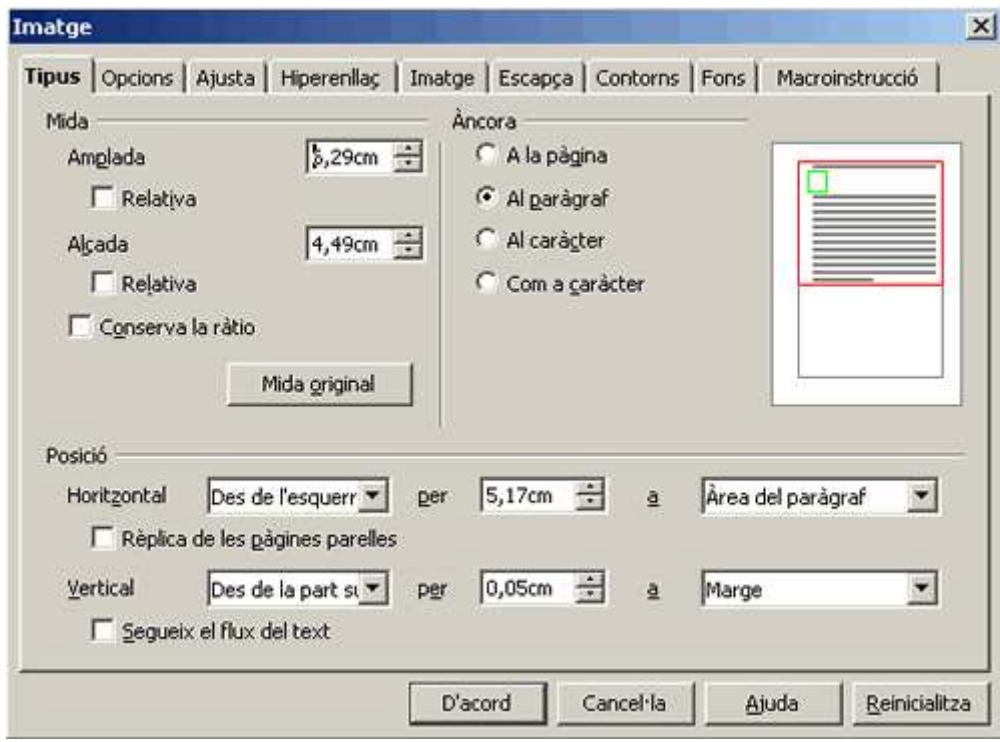 Imatge
Tipus Opcions Ajusta Hiperenllaç Imatge Escapça Contorns Fons Macroinstrucció
Mida
Amplada
Relativa
Alçada 4,49cm
Relativa
Conserva la ràtio
Mida original
Àncora
A la pàgina
Al paràgraf
Al caràcter
Com a caràcter
Posició
Horitzontal Des de l'esquerr per 5,17cm a Àrea del paràgraf
Rèplica de les pàgines parelles
Vertical Des de la part su per 0,05cm a Marge
Segueix el flux del text
D'acord Cancel·la Ajuda Reinicialitza